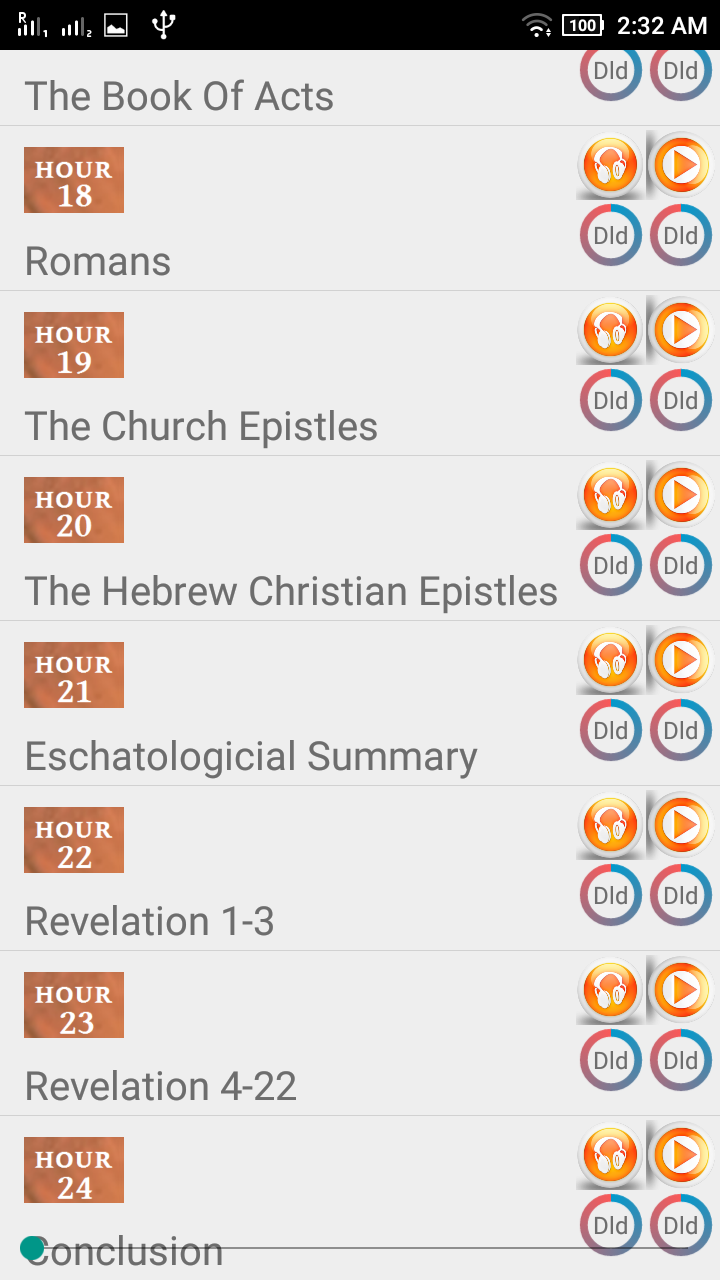 R
1
2
100
2:32 AM
Dld Dld
The Book Of Acts
HOUR
18
Dld Dld
Romans
HOUR
19
Dld Dld
The Church Epistles
HOUR
20
Dld Dld
The Hebrew Christian Epistles
HOUR
21
Dld Dld
Eschatologicial Summary
HOUR
22
Dld Dld
Revelation 1-3
HOUR
23
Dld Dld
Revelation 4-22
HOUR
24
Dld Dld
Conclusion